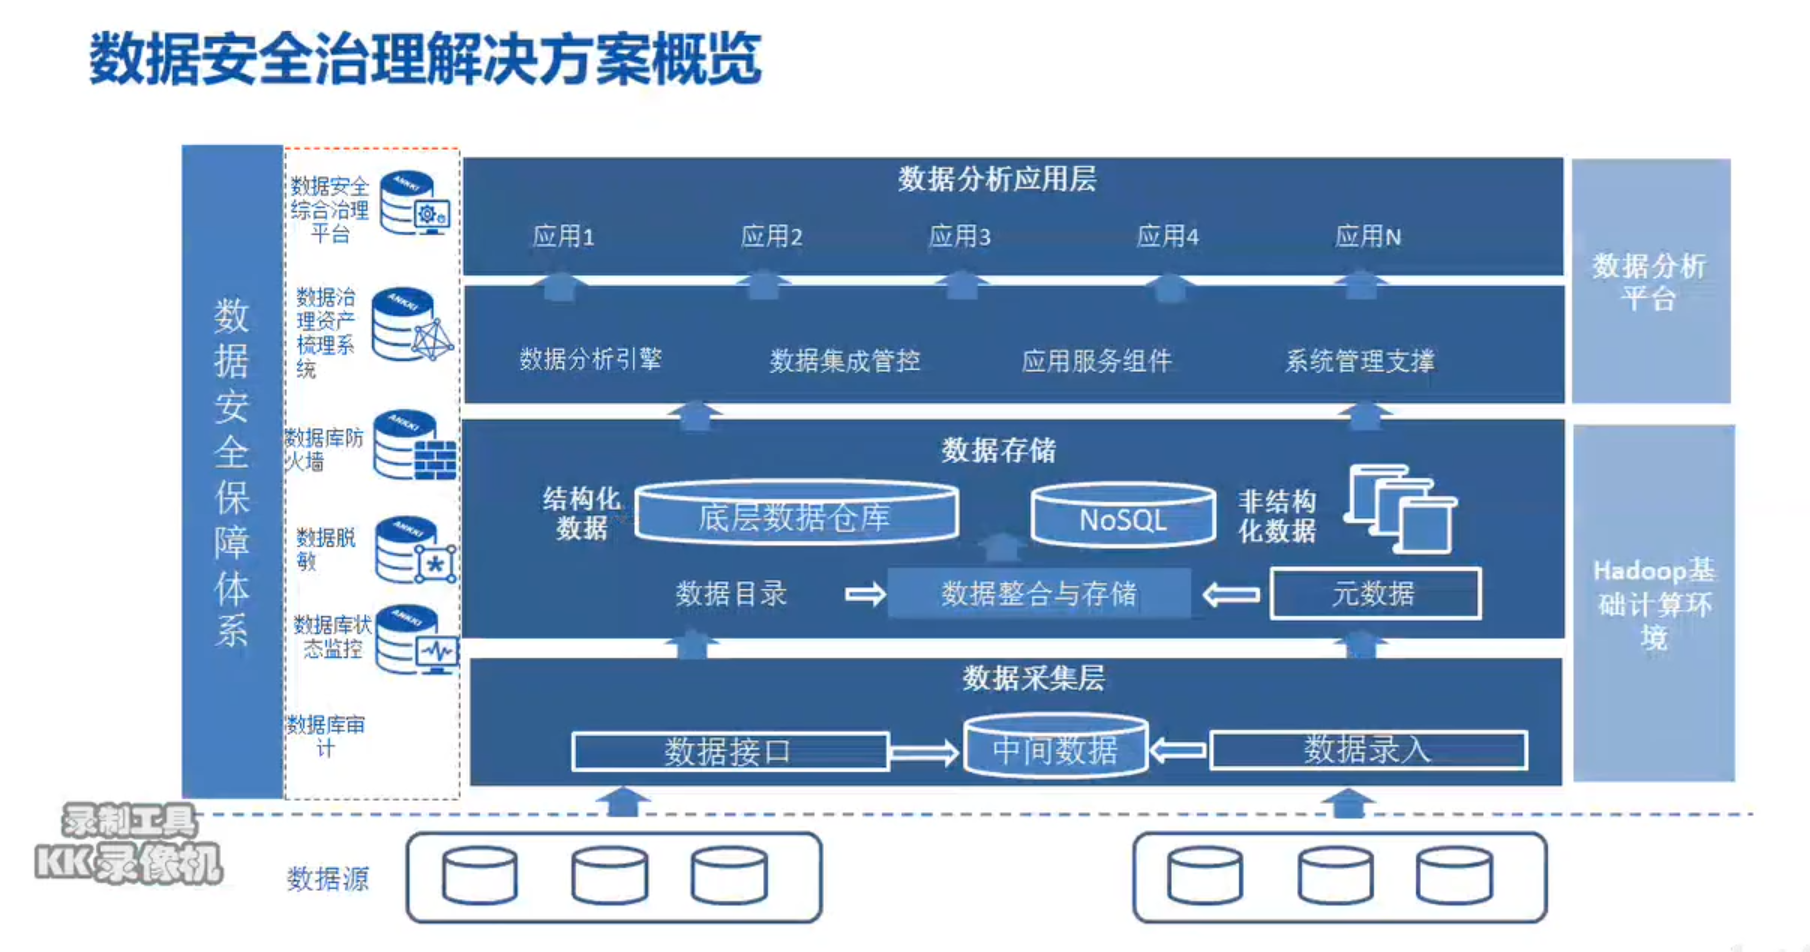 数据安全治理解决方案概览
数据安全保障体系
数据安全
综合治理
平台
ANKKI
数据治
理资产
梳理系
统
ANKKI
数据库防
火墙
ANKKI
数据脱
敏
ANKKI
数据库状
态监控
ANKKI
数据库审
计
数据分析应用层
应用1
应用2
应用3
应用4
应用N
数据分析引擎
数据集成管控
应用服务组件
系统管理支撑
数据分析
平台
数据存储
结构化
数据
底层数据仓库
NoSQL
非结构
化数据
数据目录
数据整合与存储
元数据
Hadoop基
础计算环
境
数据采集层
数据接口
中间数据
数据录入
录制工具
KK录像机
数据源